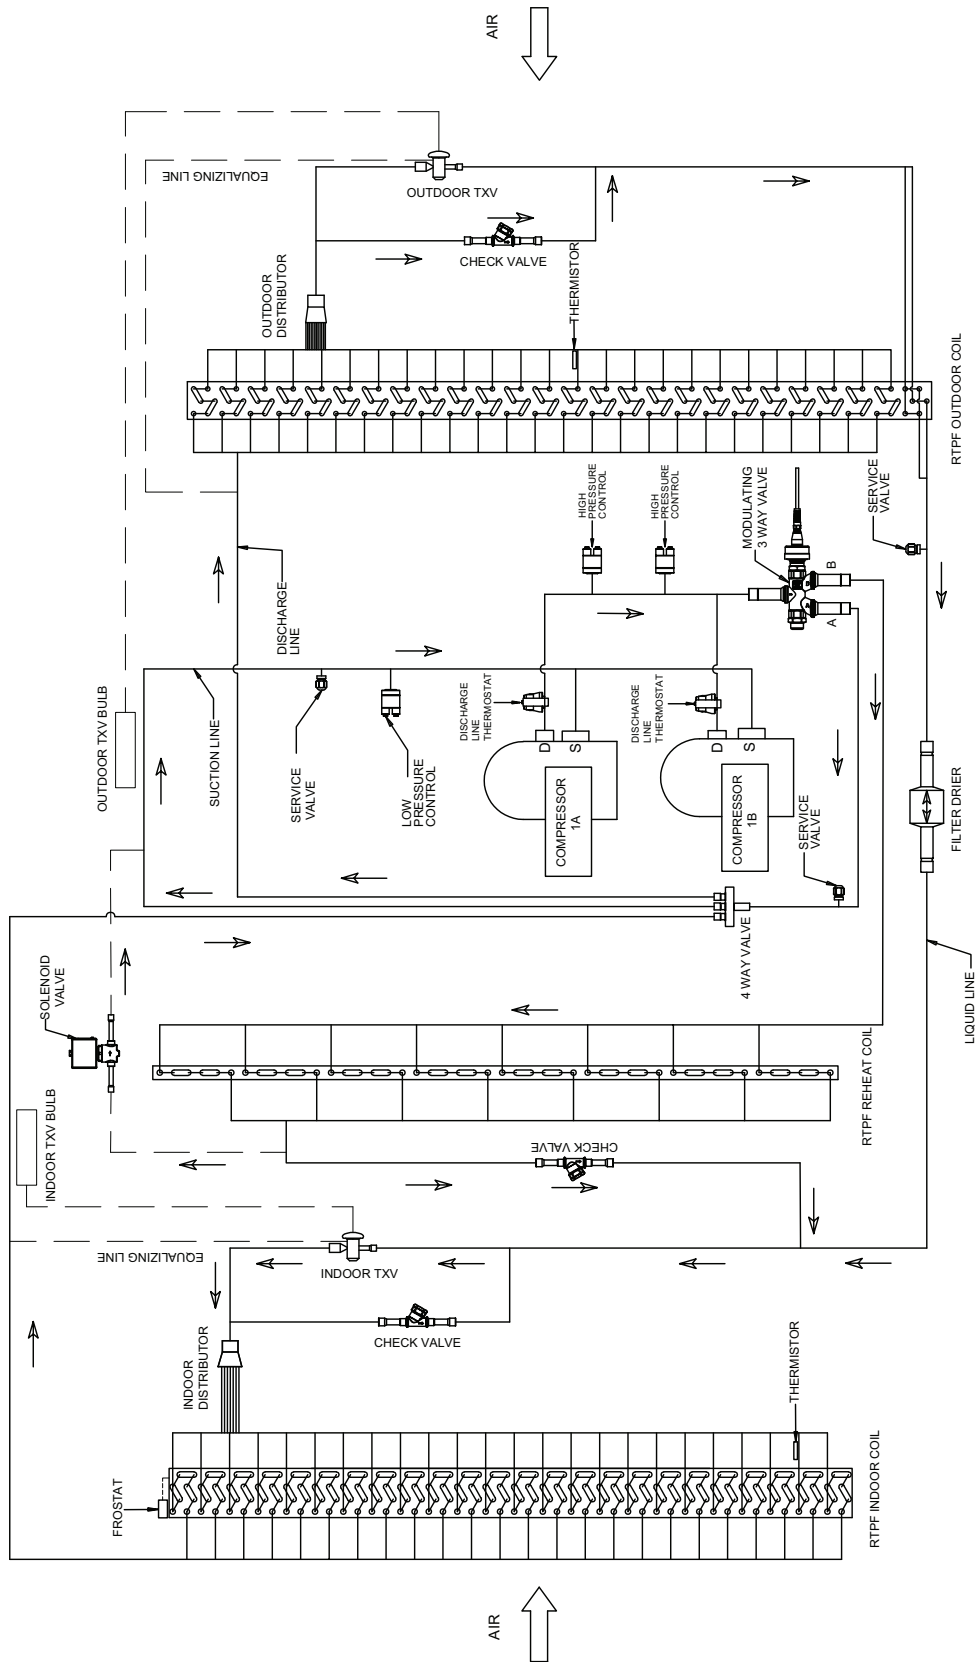 AIR
OUTDOOR TXV BULB
EQUALIZING LINE
OUTDOOR TXV
CHECK VALVE
OUTDOOR
DISTRIBUTOR
THERMISTOR
RTPF OUTDOOR COIL
DISCHARGE
LINE
HIGH
PRESSURE
CONTROL
HIGH
PRESSURE
CONTROL
MODULATING
3 WAY VALVE
B
A
SERVICE
VALVE
SUCTION LINE
SERVICE
VALVE
LOW
PRESSURE
CONTROL
DISCHARGE
LINE
THERMOSTAT
D
S
COMPRESSOR
1A
DISCHARGE
LINE
THERMOSTAT
D
S
COMPRESSOR
1B
SERVICE
VALVE
FILTER DRIER
4 WAY VALVE
LIQUID LINE
SOLENOID
VALVE
RTPF REHEAT COIL
INDOOR TXV BULB
CHECK VALVE
EQUALIZING LINE
INDOOR TXV
CHECK VALVE
INDOOR
DISTRIBUTOR
THERMISTOR
FROSTAT
RTPF INDOOR COIL
AIR